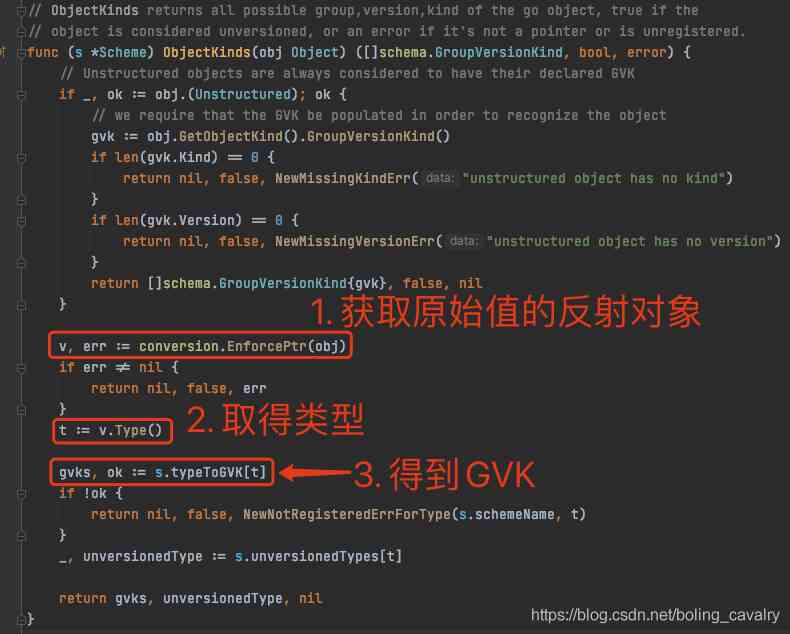 // ObjectKinds returns all possible group,version,kind of the go object, true if the
// object is considered unversioned, or an error if it's not a pointer or is unregistered.
func (s *Scheme) ObjectKinds(obj Object) ([]schema.GroupVersionKind, bool, error) {
// Unstructured objects are always considered to have their declared GVK
if _, ok := obj.(Unstructured); ok {
// we require that the GVK be populated in order to recognize the object
gvk := obj.GetObjectKind().GroupVersionKind()
if len(gvk.Kind) == 0 {
return nil, false, NewMissingKindErr( data: "unstructured object has no kind")
}
if len(gvk.Version) == 0 {
return nil, false, NewMissingVersionErr( data: "unstructured object has no version")
}
return []schema.GroupVersionKind{gvk}, false, nil
}
1. 获取原始值的反射对象
v, err := conversion.EnforcePtr(obj)
if err ≠ nil {
return nil, false, err
}
2. 取得类型
t := v.Type()
gvks, ok := s.typeToGVK[t]
3. 得到 GVK
if !ok {
return nil, false, NewNotRegisteredErrForType(s.schemeName, t)
}
_, unversionedType := s.unversionedTypes[t]
return gvks, unversionedType, nil
}
https://blog.csdn.net/boling_cavalry